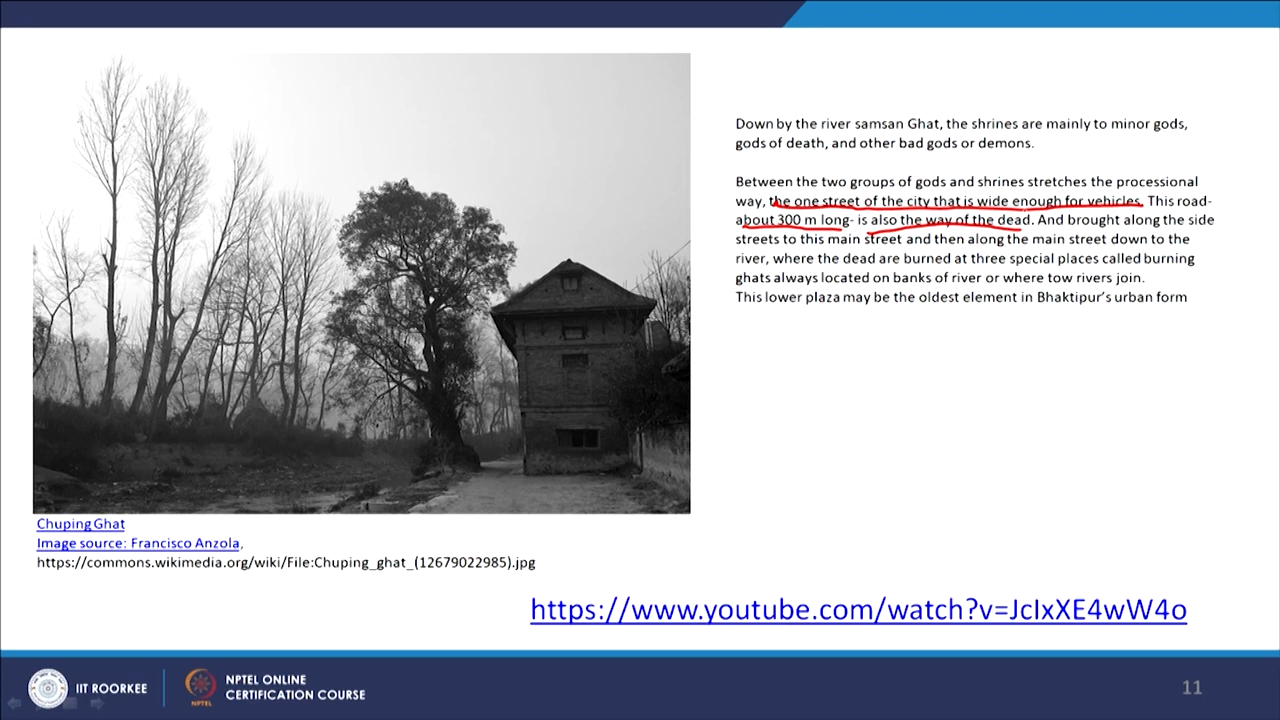 Down by the river samsan Ghat, the shrines are mainly to minor gods,
gods of death, and other bad gods or demons.
Between the two groups of gods and shrines stretches the processional
way, the one street of the city that is wide enough for vehicles. This road-
about 300 m long- is also the way of the dead. And brought along the side
streets to this main street and then along the main street down to the
river, where the dead are burned at three special places called burning
ghats always located on banks of river or where tow rivers join.
This lower plaza may be the oldest element in Bhaktipur's urban form
Chuping Ghat
Image source: Francisco Anzola,
https://commons.wikimedia.org/wiki/File:Chuping_ghat_(12679022985).jpg
https://www.youtube.com/watch?v=JcIxXE4wW4o
IIT ROORKEE
NPTEL
NPTEL ONLINE
CERTIFICATION COURSE
11